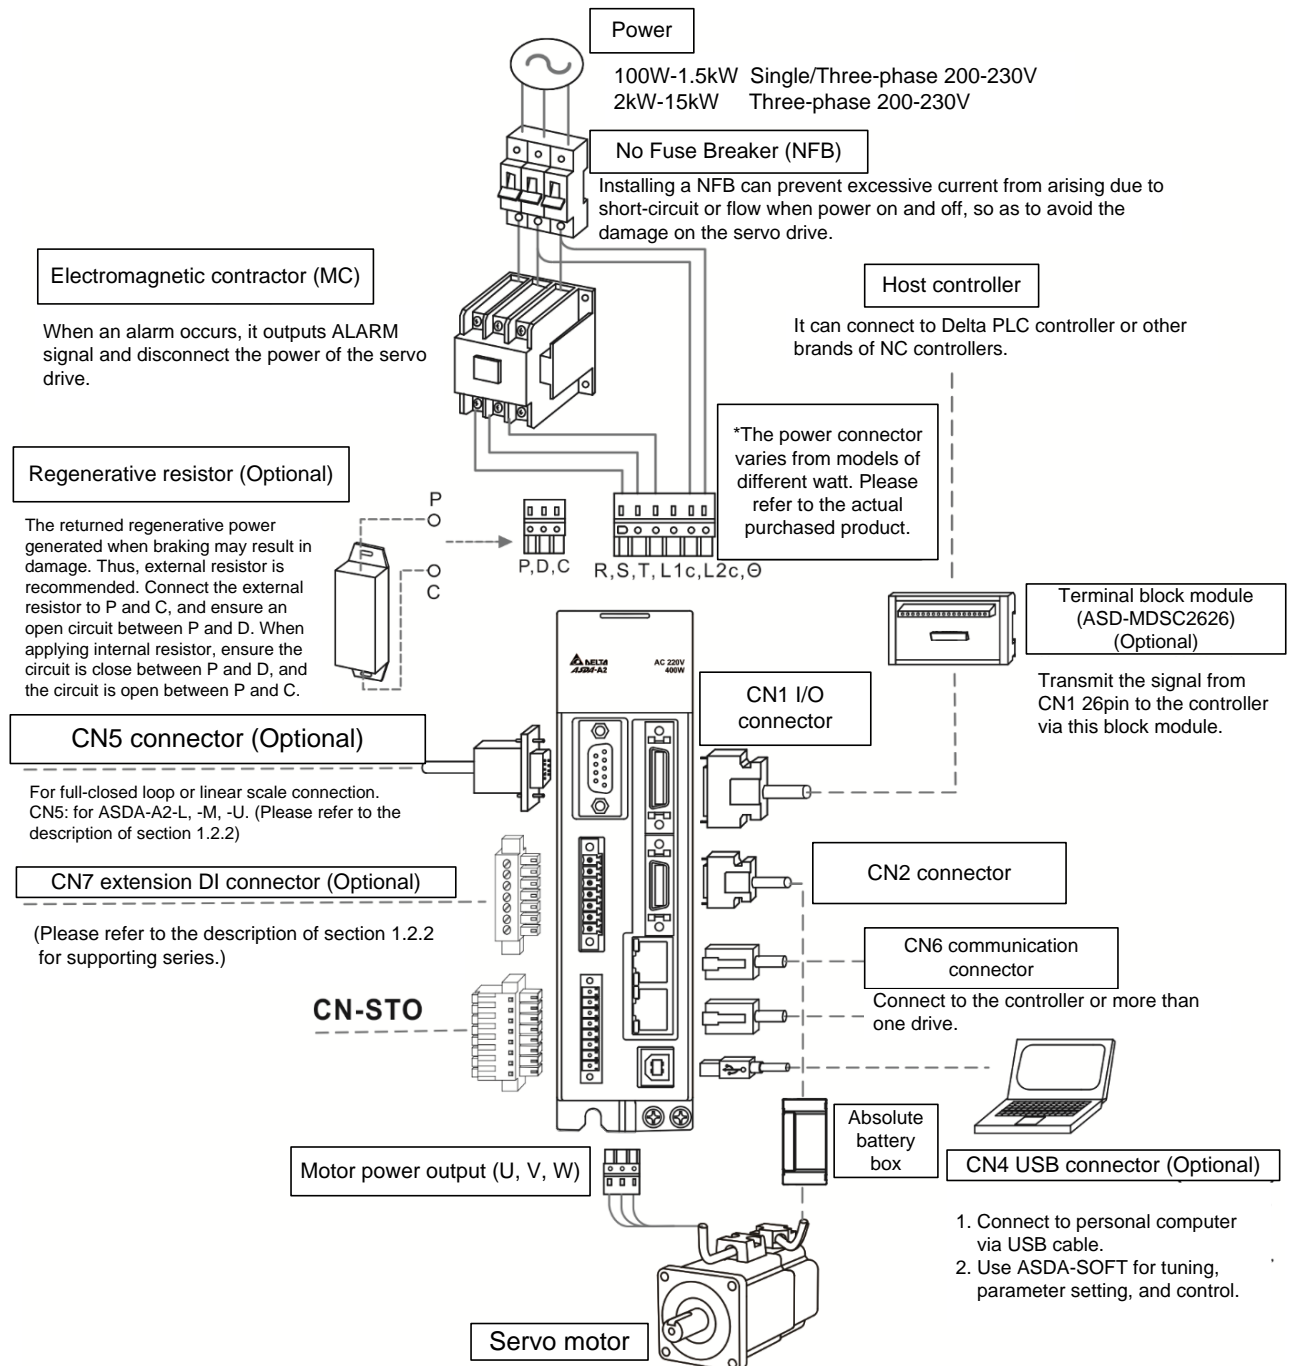 Power
100W-1.5kW Single/Three-phase 200-230V
2kW-15kW Three-phase 200-230V
No Fuse Breaker (NFB)
Installing a NFB can prevent excessive current from arising due to
short-circuit or flow when power on and off, so as to avoid the
damage on the servo drive.
Electromagnetic contractor (MC)
When an alarm occurs, it outputs ALARM
signal and disconnect the power of the servo
drive.
Host controller
It can connect to Delta PLC controller or other
brands of NC controllers.
*The power connector
varies from models of
different watt. Please
refer to the actual
purchased product.
Regenerative resistor (Optional)
The returned regenerative power
generated when braking may result in
damage. Thus, external resistor is
recommended. Connect the external
resistor to P and C, and ensure an
open circuit between P and D. When
applying internal resistor, ensure the
circuit is close between P and D, and
the circuit is open between P and C.
P
C
P,D,C
R,S,T,L1c,L2c,⊖
Terminal block module
(ASD-MDSC2626)
(Optional)
Transmit the signal from
CN1 26pin to the controller
via this block module.
DELTA
ASDA-A2
AC 220V
400W
CN1 I/O
connector
CN5 connector (Optional)
For full-closed loop or linear scale connection.
CN5: for ASDA-A2-L, -M, -U. (Please refer to the
description of section 1.2.2)
CN7 extension DI connector (Optional)
(Please refer to the description of section 1.2.2
for supporting series.)
CN2 connector
CN6 communication
connector
Connect to the controller or more than
one drive.
CN-STO
Absolute
battery
box
CN4 USB connector (Optional)
1. Connect to personal computer
via USB cable.
2. Use ASDA-SOFT for tuning,
parameter setting, and control.
Motor power output (U, V, W)
Servo motor